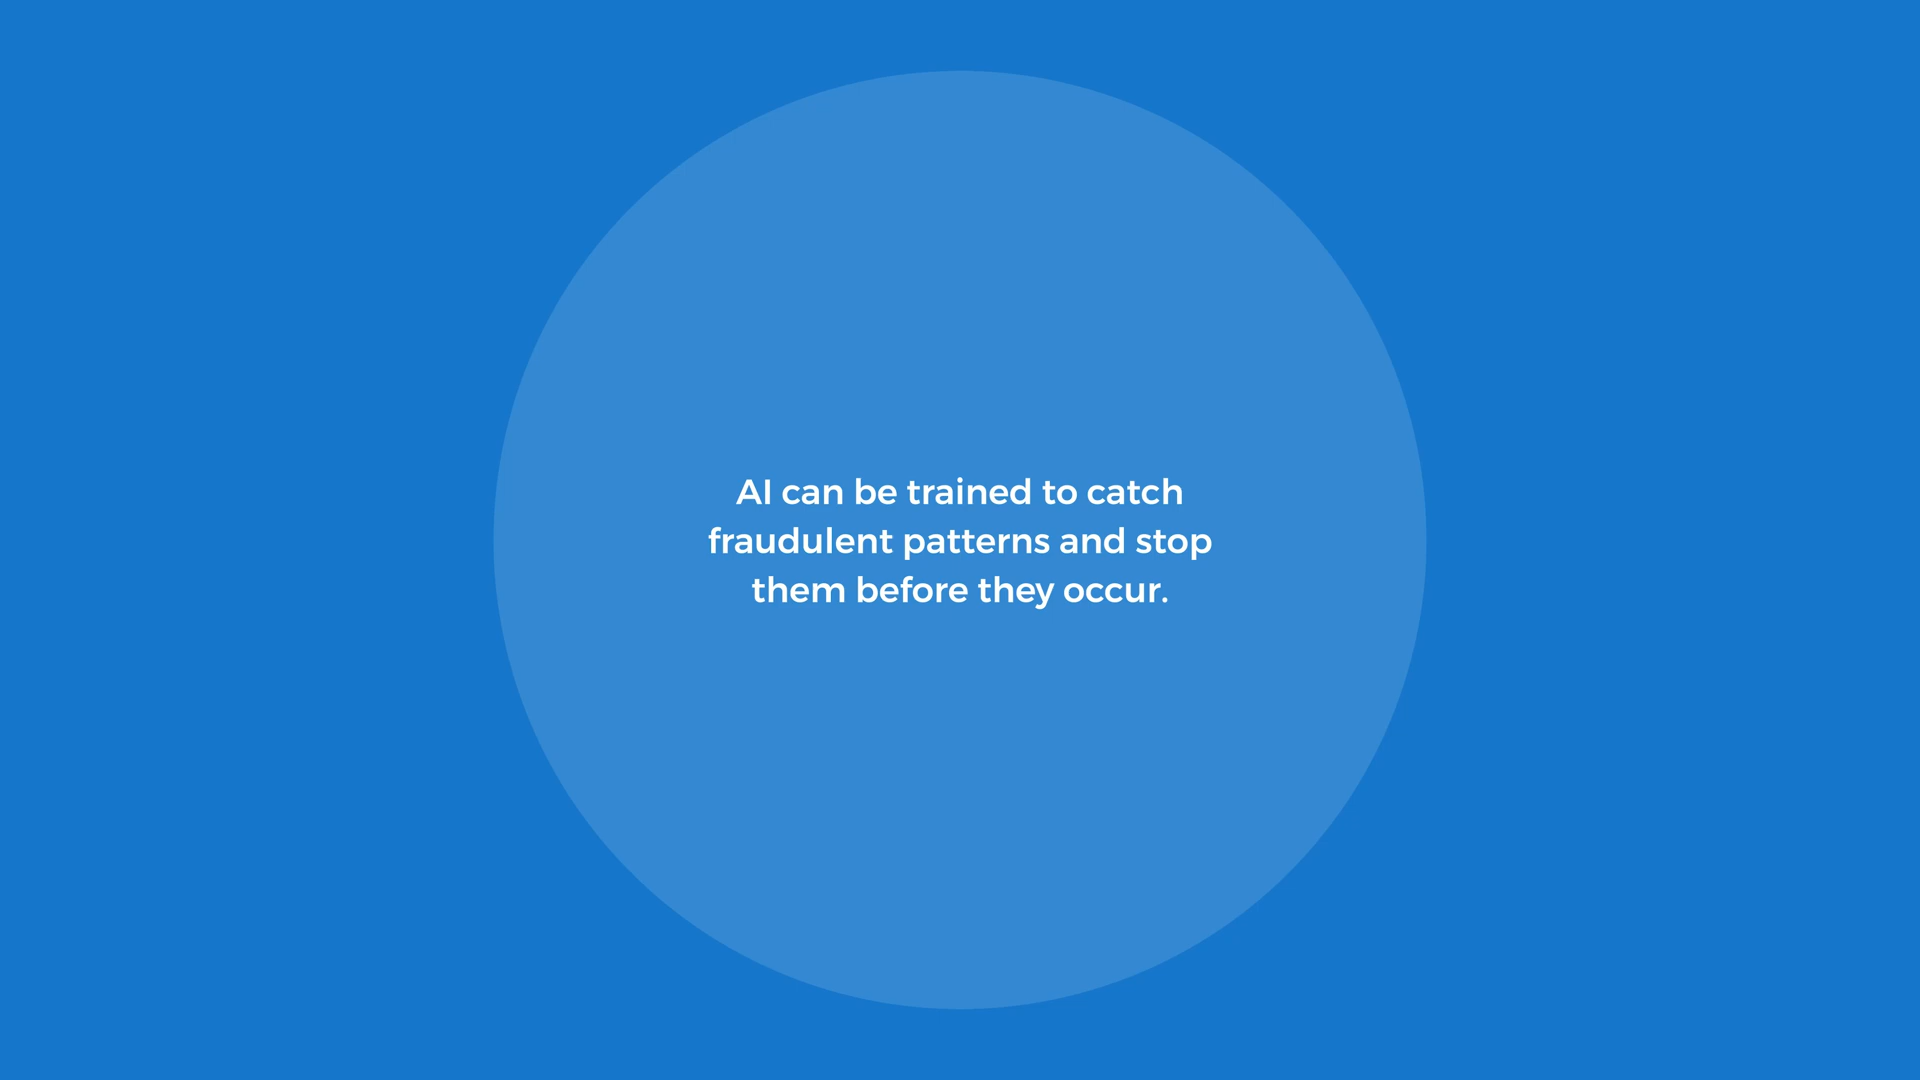 AI can be trained to catch
fraudulent patterns and stop
them before they occur.